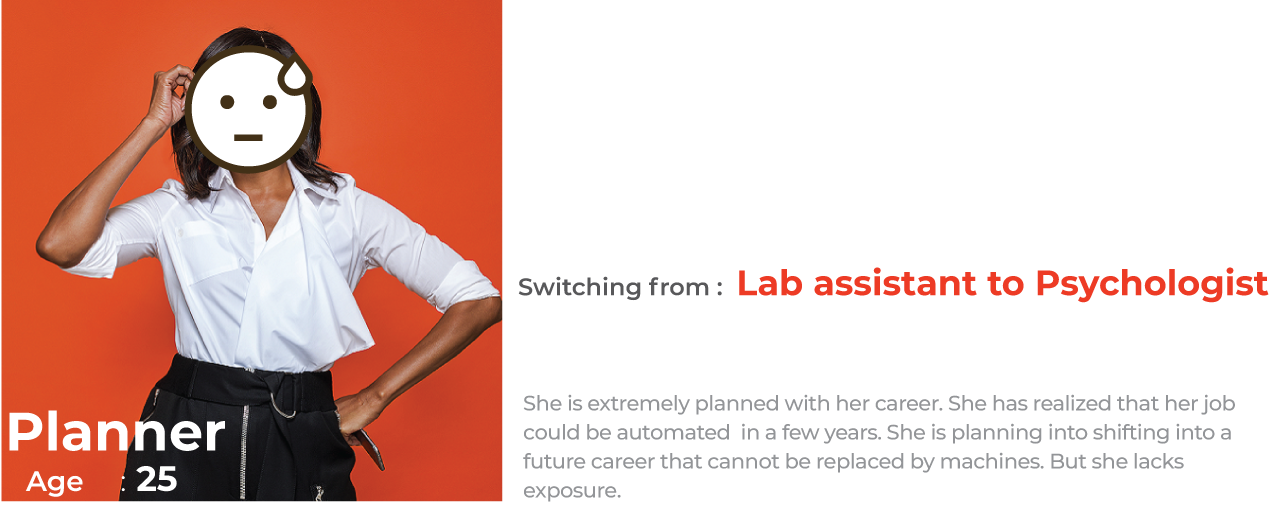 Planner
Age : 25
Switching from : Lab assistant to Psychologist
She is extremely planned with her career. She has realized that her job
could be automated in a few years. She is planning into shifting into a
future career that cannot be replaced by machines. But she lacks
exposure.